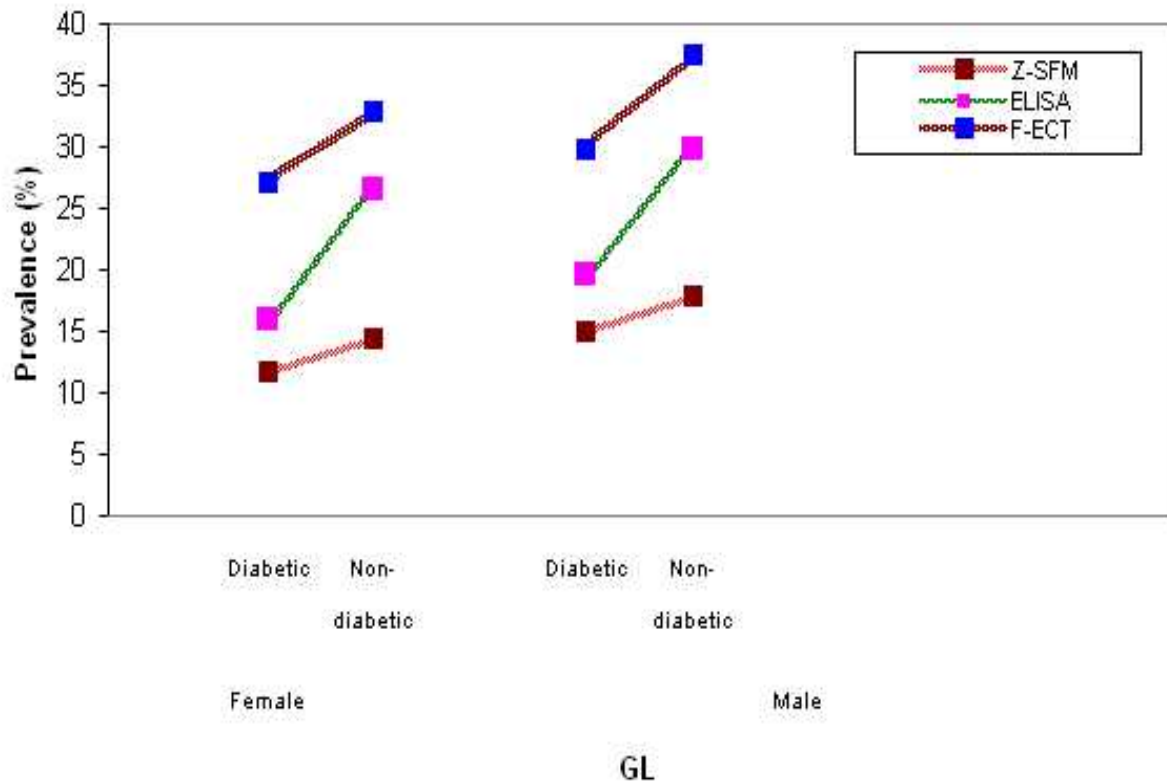 40
35
30
25
20
15
10
5
0
Prevalence (%)
Z-SFM
ELISA
F-ECT
Diabetic Non- Diabetic Non-
diabetic diabetic
Female Male
GL